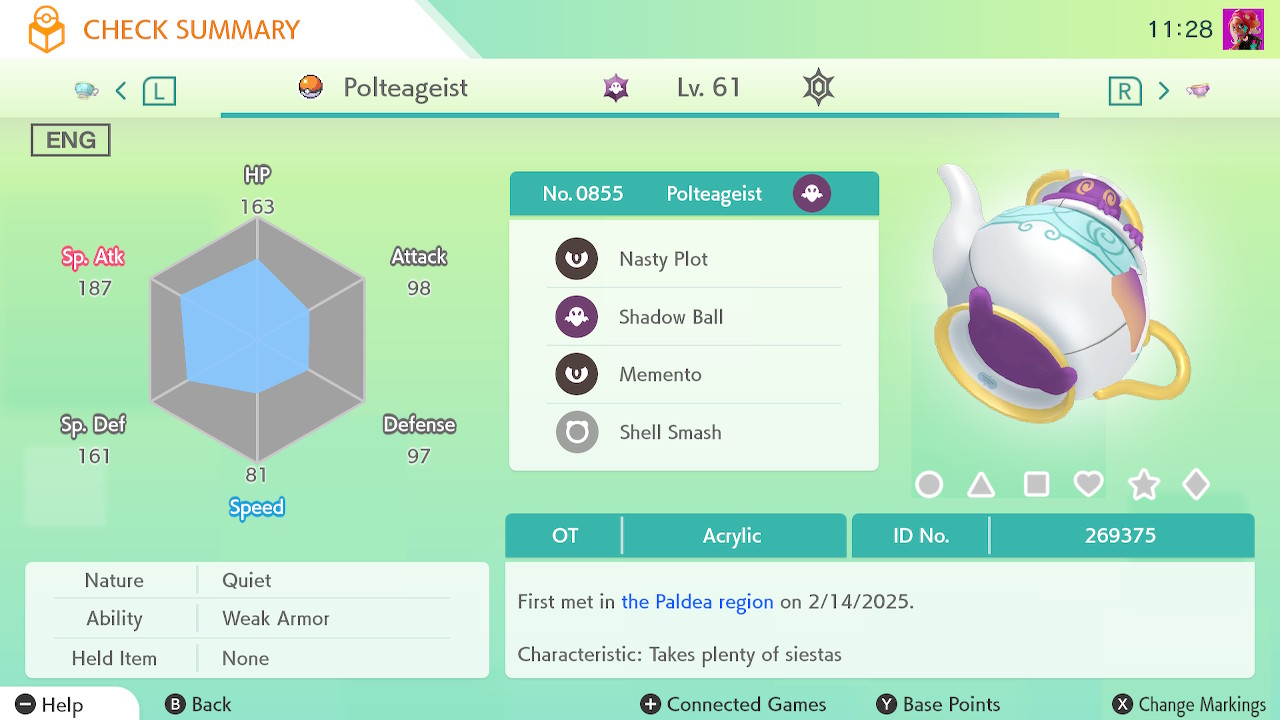 CHECK SUMMARY
11:28
L
Polteageist
Lv. 61
R
ENG
HP
163
Sp. Atk
187
Attack
98
Sp. Def
161
Defense
97
81
Speed
No. 0855 Polteageist
Nasty Plot
Shadow Ball
Memento
Shell Smash
OT Acrylic
ID No. 269375
Nature Quiet
Ability Weak Armor
Held Item None
First met in the Paldea region on 2/14/2025.
Characteristic: Takes plenty of siestas
Help
B Back
Connected Games
Y Base Points
X Change Markings